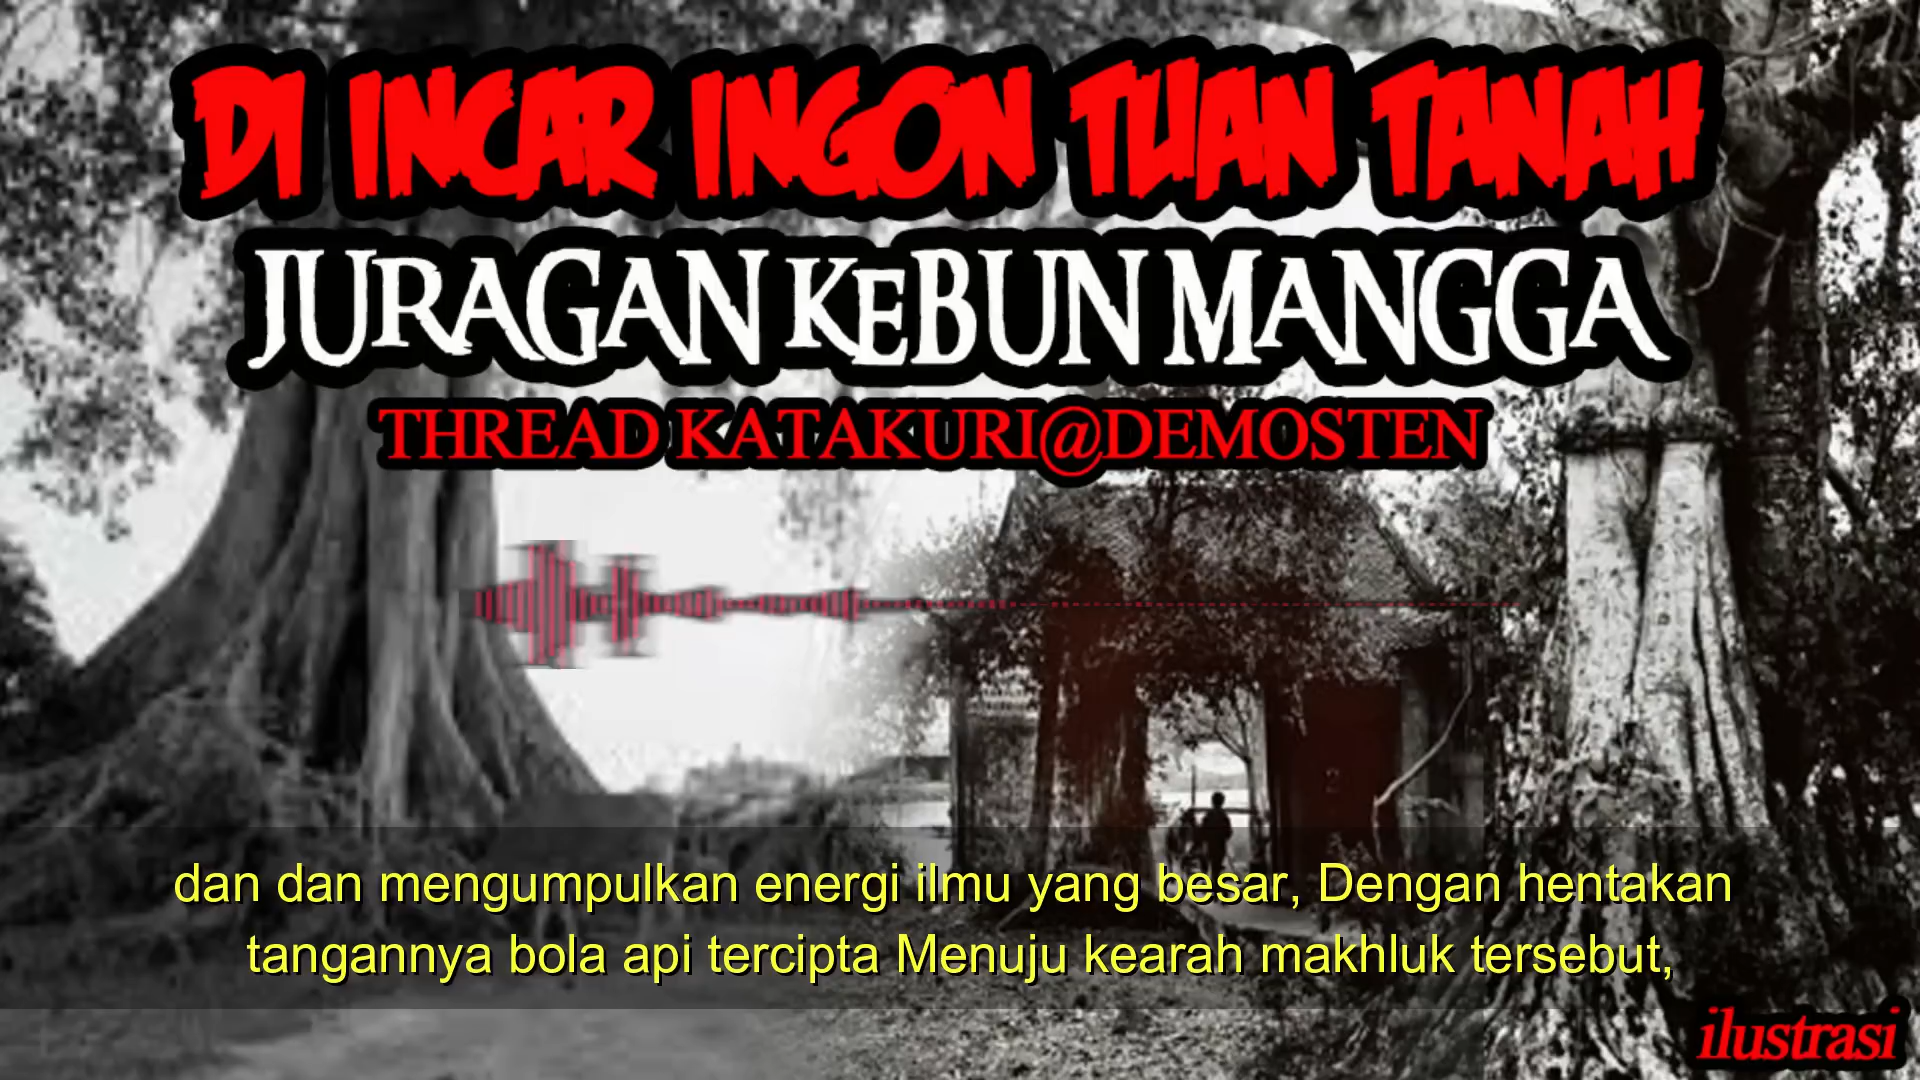 DI INCAR INGON TUAN TANAH
JURAGAN KEBUN MANGGA
THREAD KATAKURI@DEMOSTEN
dan dan mengumpulkan energi ilmu yang besar, Dengan hentakan
tangannya bola api tercipta Menuju kearah makhluk tersebut,
ilustrasi